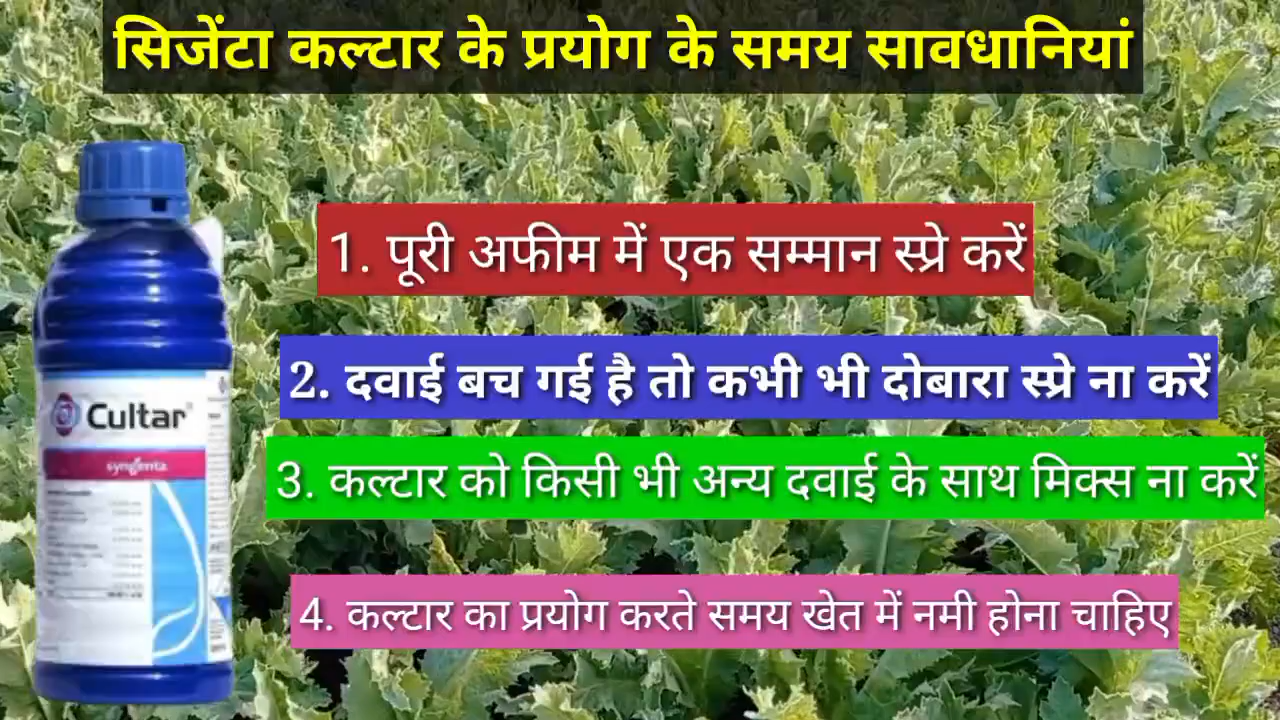 सिजेंटा कल्टार के प्रयोग के समय सावधानियां
1. पूरी अफीम में एक सम्मान स्प्रे करें
2. दवाई बच गई है तो कभी भी दोबारा स्प्रे ना करें
Cultar
syngenta
3. कल्टार को किसी भी अन्य दवाई के साथ मिक्स ना करें
4. कल्टार का प्रयोग करते समय खेत में नमी होना चाहिए